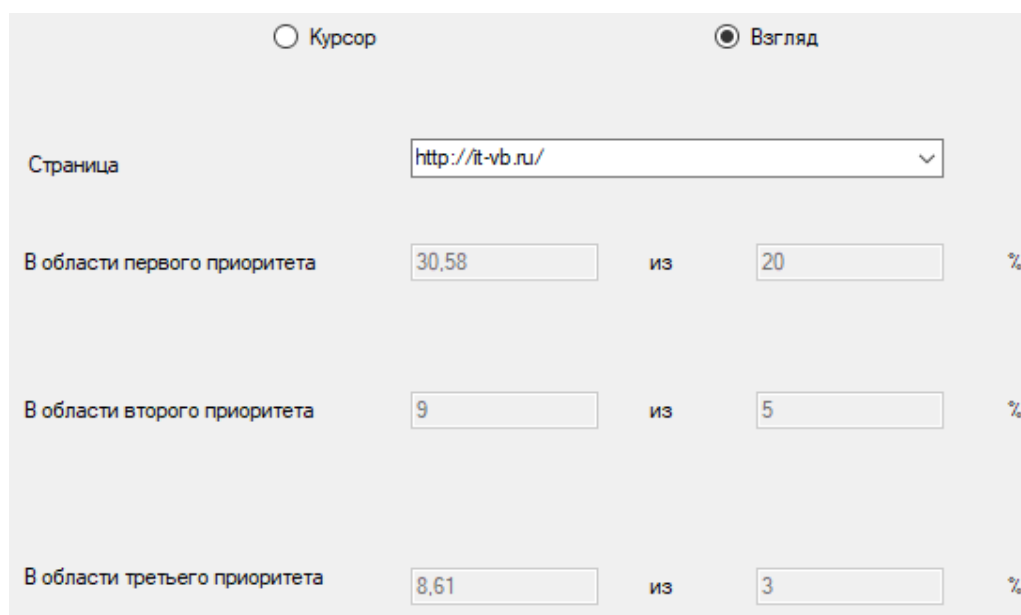 Курсор Взгляд
Страница http://it-vb.ru/
В области первого приоритета 30,58 из 20 %
В области второго приоритета 9 из 5 %
В области третьего приоритета 8,61 из 3 %